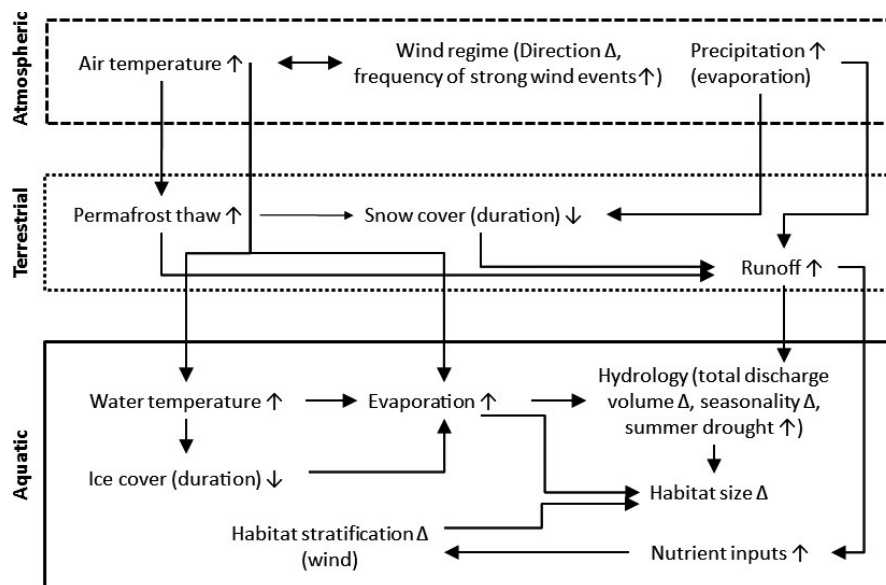 Atmospheric
Air temperature ↑
Wind regime (Direction Δ,
frequency of strong wind events↑)
Precipitation ↑
(evaporation)
Terrestrial
Permafrost thaw ↑
Snow cover (duration) ↓
Runoff ↑
Aquatic
Water temperature ↑
Evaporation ↑
Hydrology (total discharge
volume Δ, seasonality Δ,
summer drought ↑)
Ice cover (duration) ↓
Habitat size Δ
Habitat stratification Δ
(wind)
Nutrient inputs ↑